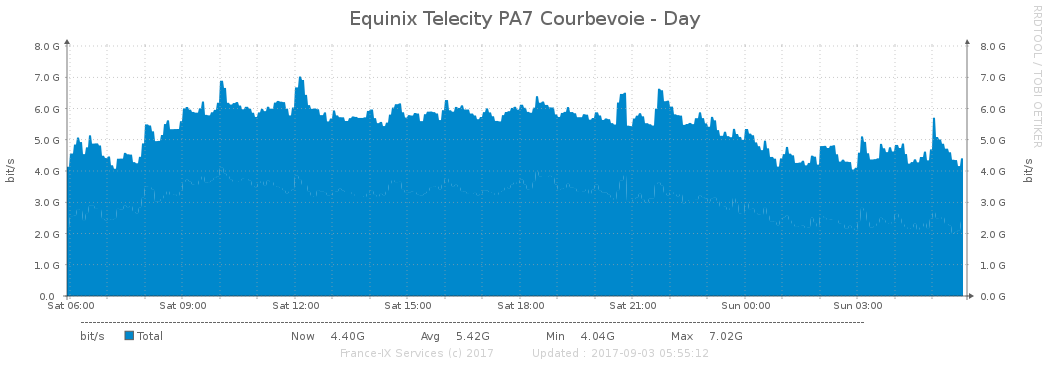 Equinix Telecity PA7 Courbevoie - Day
RRDTOOL / TOBI OETIKER
8.0 G 8.0 G
7.0 G 7.0 G
6.0 G 6.0 G
5.0 G 5.0 G
4.0 G 4.0 G
3.0 G 3.0 G
2.0 G 2.0 G
1.0 G 1.0 G
0.0 0.0 G
bit/s
bit/s
Sat 06:00 Sat 09:00 Sat 12:00 Sat 15:00 Sat 18:00 Sat 21:00 Sun 00:00 Sun 03:00
bit/s Total Now 4.40G Avg 5.42G Min 4.04G Max 7.02G
France-IX Services (c) 2017 Updated : 2017-09-03 05:55:12